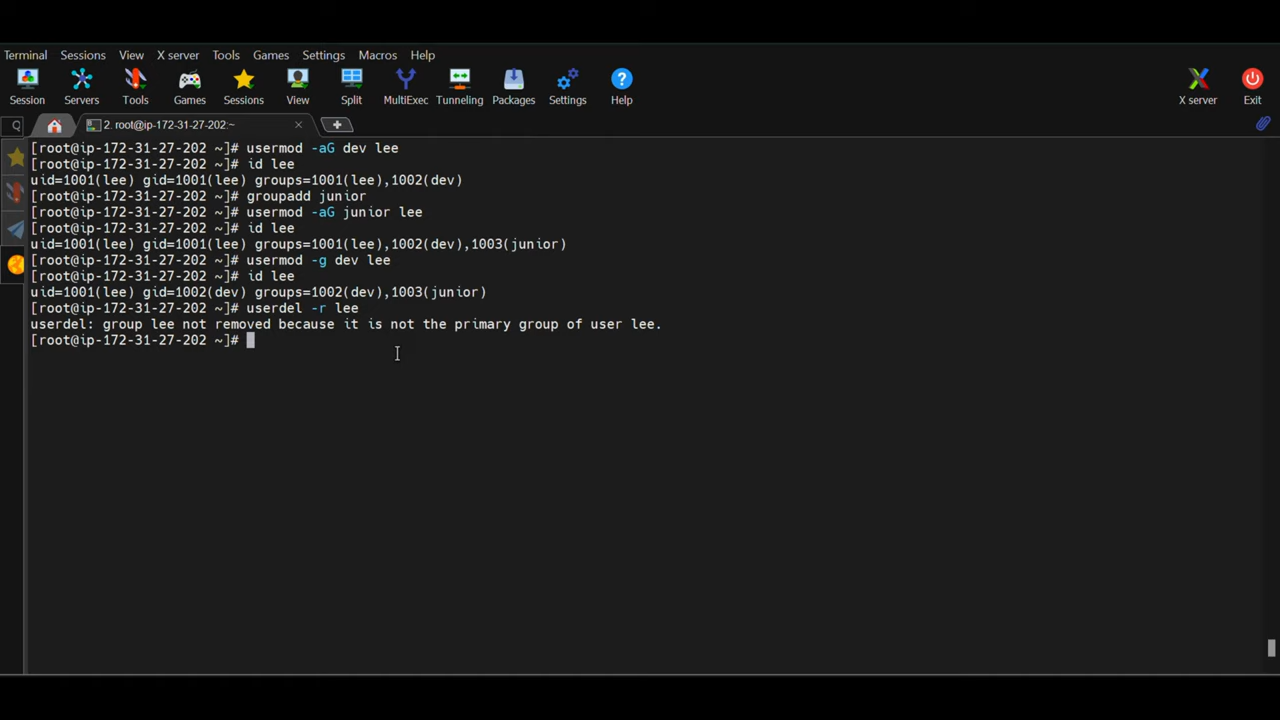 Terminal Sessions View X server Tools Games Settings Macros Help
Session Servers Tools Games Sessions View Split MultiExec Tunneling Packages Settings Help X server Exit
2. root@ip-172-31-27-202:~
[root@ip-172-31-27-202 ~]# usermod -aG dev lee
[root@ip-172-31-27-202 ~]# id lee
uid=1001(lee) gid=1001(lee) groups=1001(lee),1002(dev)
[root@ip-172-31-27-202 ~]# groupadd junior
[root@ip-172-31-27-202 ~]# usermod -aG junior lee
[root@ip-172-31-27-202 ~]# id lee
uid=1001(lee) gid=1001(lee) groups=1001(lee),1002(dev),1003(junior)
[root@ip-172-31-27-202 ~]# usermod -g dev lee
[root@ip-172-31-27-202 ~]# id lee
uid=1001(lee) gid=1002(dev) groups=1002(dev),1003(junior)
[root@ip-172-31-27-202 ~]# userdel -r lee
userdel: group lee not removed because it is not the primary group of user lee.
[root@ip-172-31-27-202 ~]#